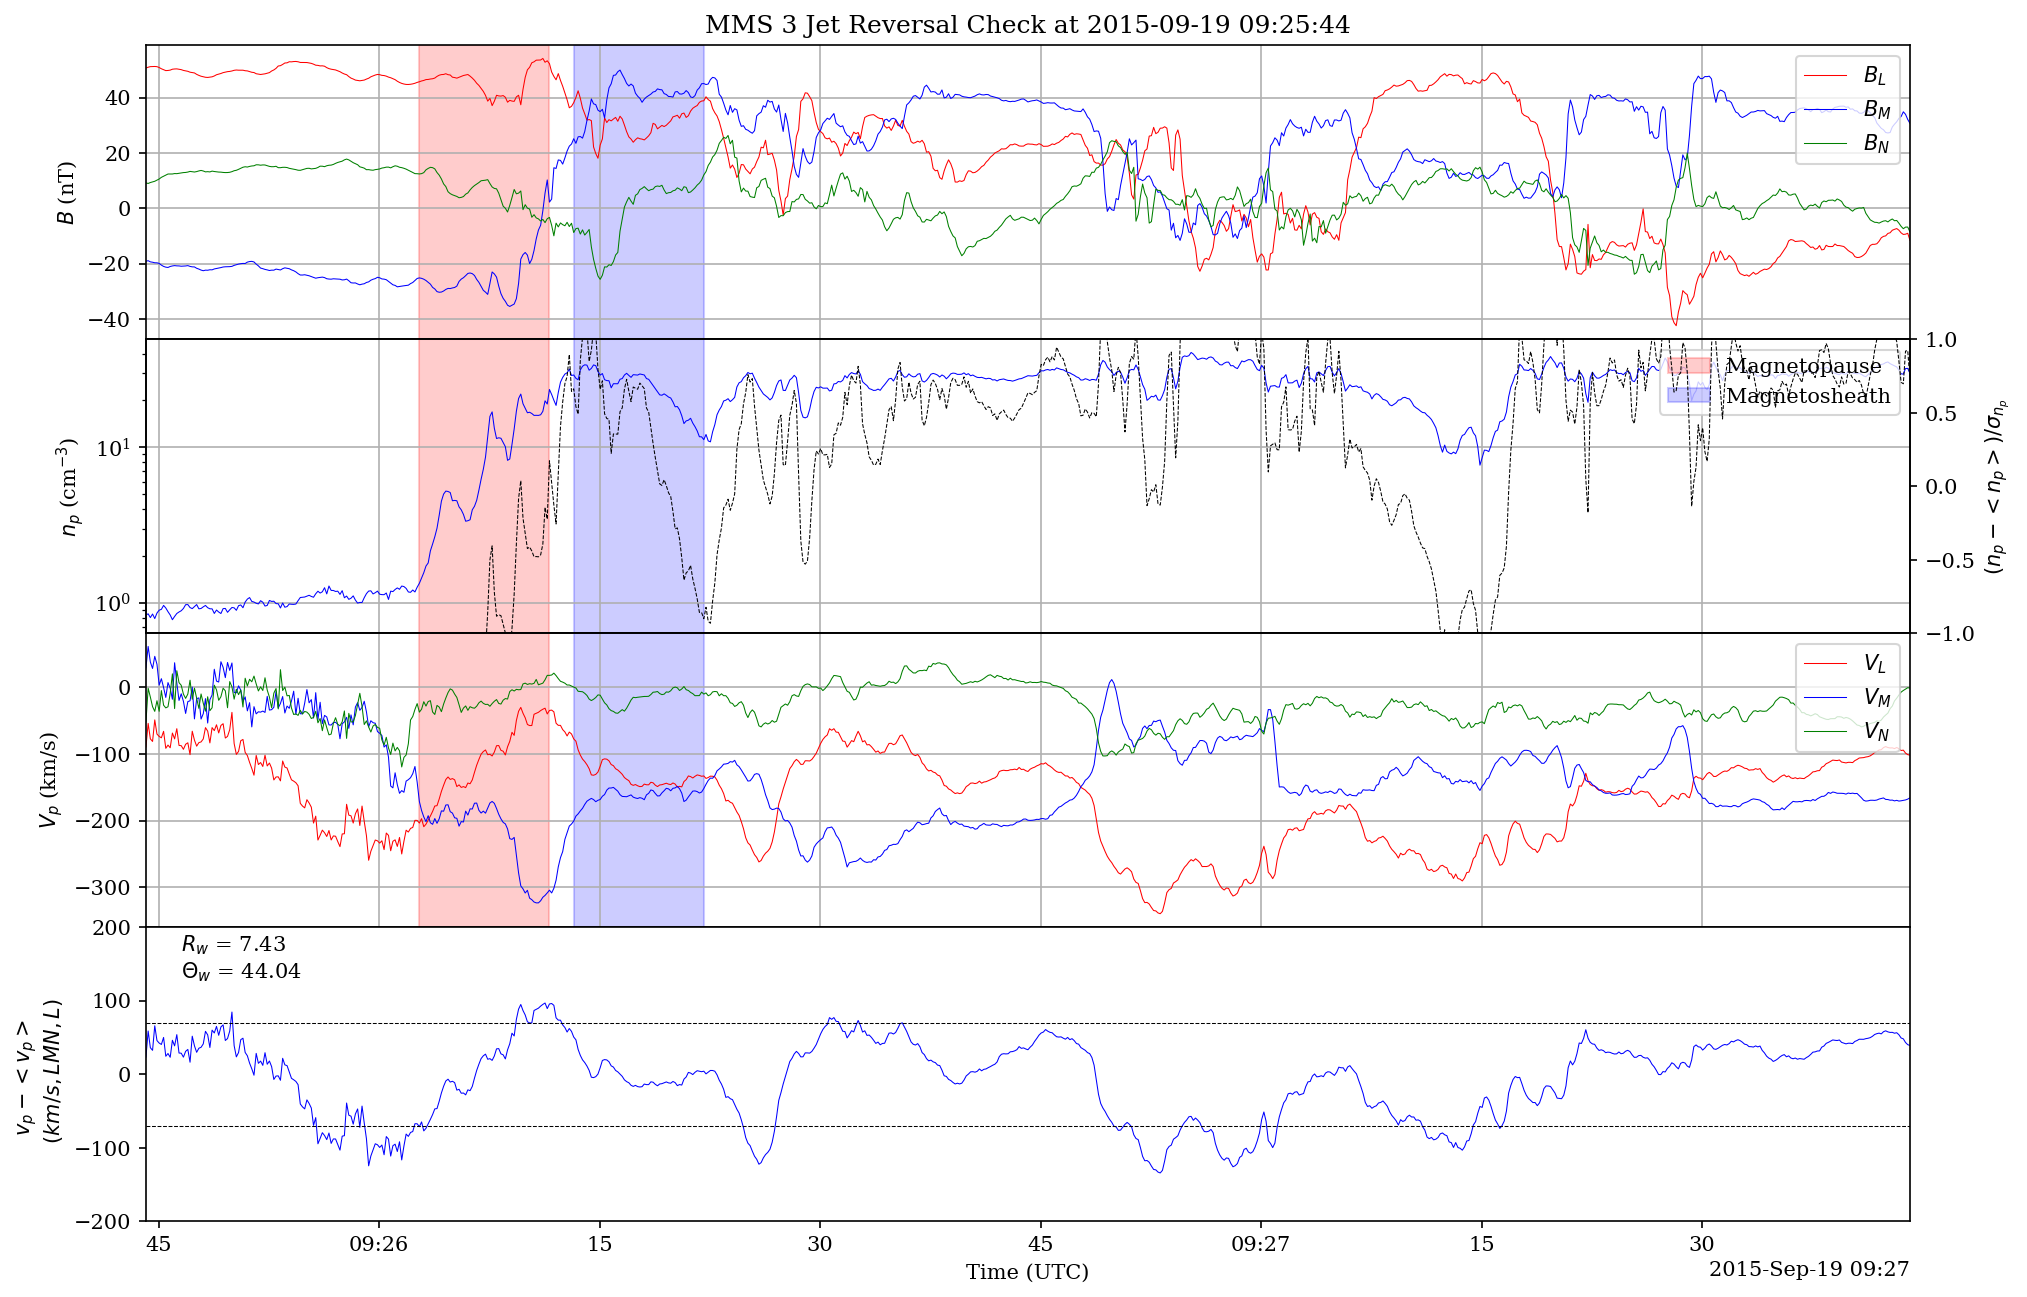 MMS 3 Jet Reversal Check at 2015-09-19 09:25:44
B (nT)
40
20
0
−20
−40
B_L
B_M
B_N
n_p (cm^{−3})
10^1
10^0
1.0
0.5
0.0
−0.5
−1.0
(n_p − < n_p >)/σ_{n_p}
Magnetopause
Magnetosheath
V_p (km/s)
0
−100
−200
−300
V_L
V_M
V_N
v_p − < v_p >
(km/s, LMN, L)
200
100
0
−100
−200
R_w = 7.43
Θ_w = 44.04
45
09:26
15
30
45
09:27
15
30
Time (UTC)
2015-Sep-19 09:27